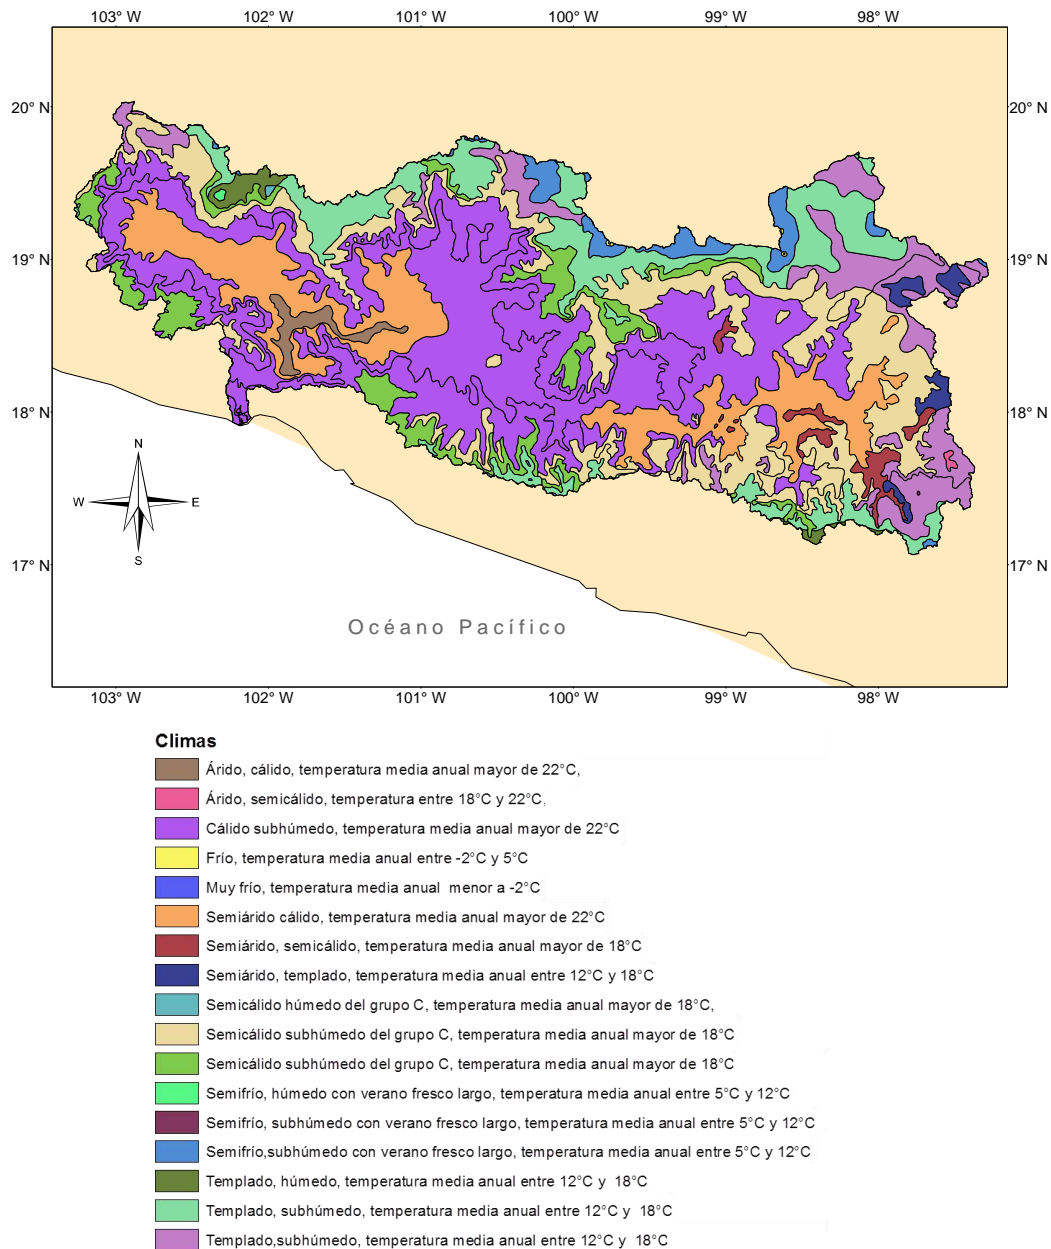 103° W 102° W 101° W 100° W 99° W 98° W
20° N 20° N
19° N 19° N
18° N 18° N
N
W E
S
17° N 17° N
Océano Pacífico
103° W 102° W 101° W 100° W 99° W 98° W
Climas
Árido, cálido, temperatura media anual mayor de 22°C,
Árido, semicálido, temperatura entre 18°C y 22°C,
Cálido subhúmedo, temperatura media anual mayor de 22°C
Frío, temperatura media anual entre -2°C y 5°C
Muy frío, temperatura media anual menor a -2°C
Semiárido cálido, temperatura media anual mayor de 22°C
Semiárido, semicálido, temperatura media anual mayor de 18°C
Semiárido, templado, temperatura media anual entre 12°C y 18°C
Semicálido húmedo del grupo C, temperatura media anual mayor de 18°C,
Semicálido subhúmedo del grupo C, temperatura media anual mayor de 18°C
Semicálido subhúmedo del grupo C, temperatura media anual mayor de 18°C
Semifrío, húmedo con verano fresco largo, temperatura media anual entre 5°C y 12°C
Semifrío, subhúmedo con verano fresco largo, temperatura media anual entre 5°C y 12°C
Semifrío,subhúmedo con verano fresco largo, temperatura media anual entre 5°C y 12°C
Templado, húmedo, temperatura media anual entre 12°C y 18°C
Templado, subhúmedo, temperatura media anual entre 12°C y 18°C
Templado,subhúmedo, temperatura media anual entre 12°C y 18°C